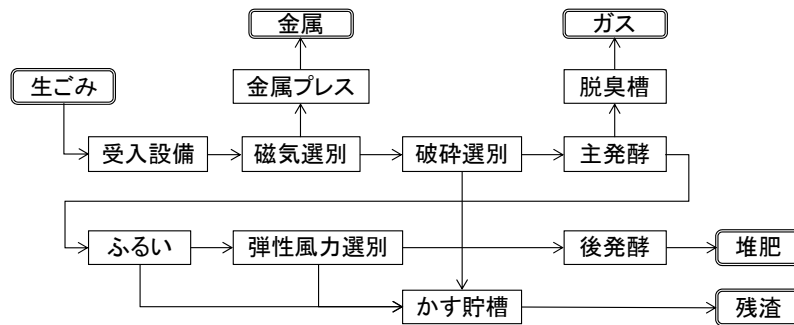 金属
ガス
生ごみ
金属プレス
脱臭槽
受入設備
磁気選別
破砕選別
主発酵
ふるい
弾性風力選別
後発酵
堆肥
かす貯槽
残渣